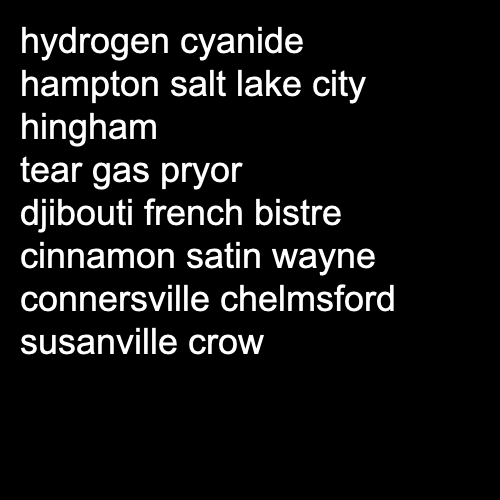 hydrogen cyanide
hampton salt lake city
hingham
tear gas pryor
djibouti french bistre
cinnamon satin wayne
connersville chelmsford
susanville crow